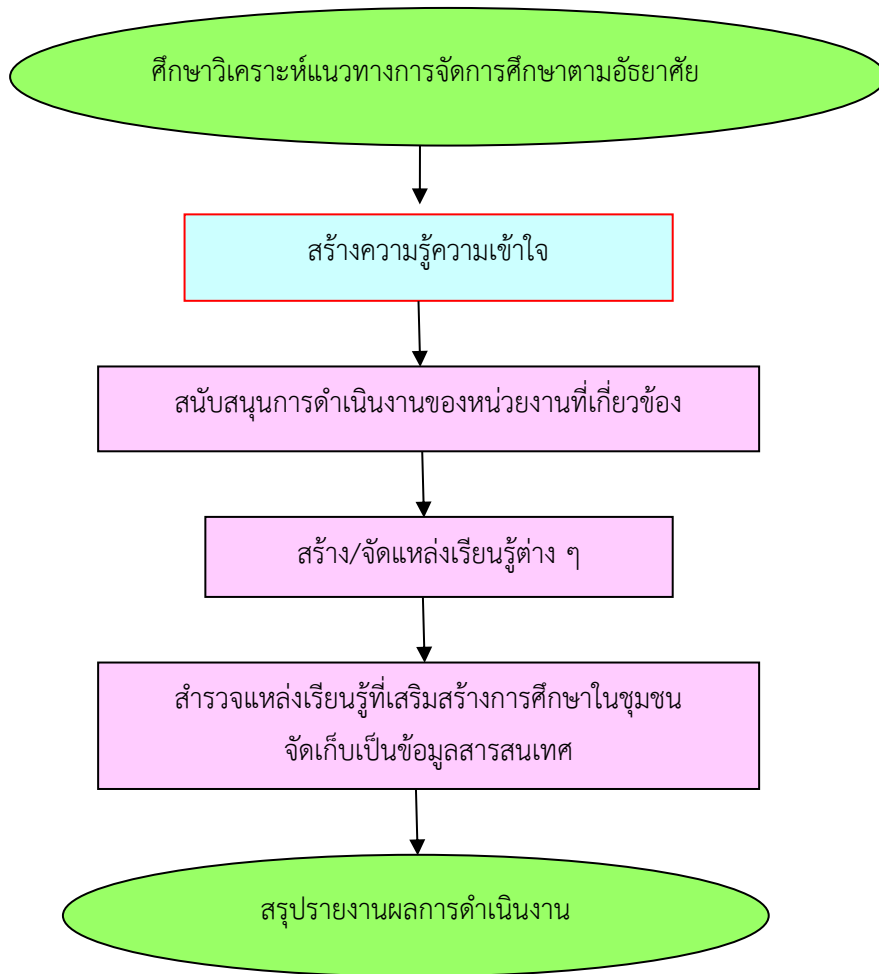 ศึกษาวิเคราะห์แนวทางการจัดการศึกษาตามอัธยาศัย
สร้างความรู้ความเข้าใจ
สนับสนุนการดำเนินงานของหน่วยงานที่เกี่ยวข้อง
สร้าง/จัดแหล่งเรียนรู้ต่าง ๆ
สำรวจแหล่งเรียนรู้ที่เสริมสร้างการศึกษาในชุมชน
จัดเก็บเป็นข้อมูลสารสนเทศ
สรุปรายงานผลการดำเนินงาน